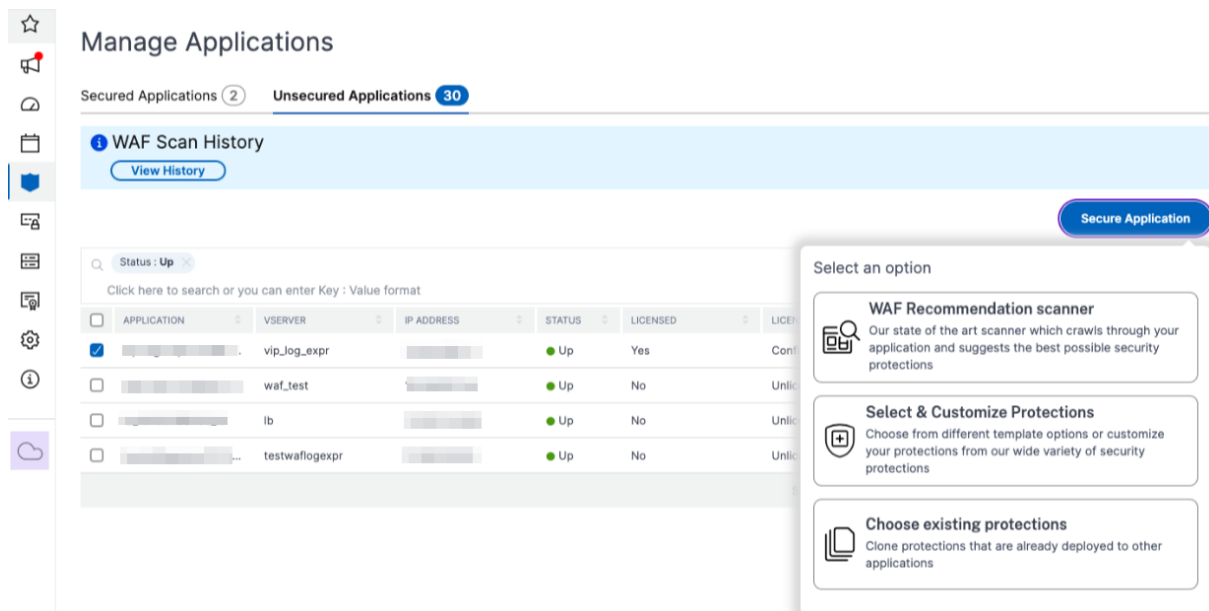 Manage Applications
Secured Applications 2 Unsecured Applications 30
WAF Scan History
View History
Secure Application
Status : Up
Click here to search or you can enter Key : Value format
Select an option
WAF Recommendation scanner
Our state of the art scanner which crawls through your
application and suggests the best possible security
protections
Select & Customize Protections
Choose from different template options or customize
your protections from our wide variety of security
protections
Choose existing protections
Clone protections that are already deployed to other
applications
APPLICATION VSERVER IP ADDRESS STATUS LICENSED LICEN
vip_log_expr Up Yes Conf
waf_test Up No Unlic
lb Up No Unlic
testwaflogexpr Up No Unlic